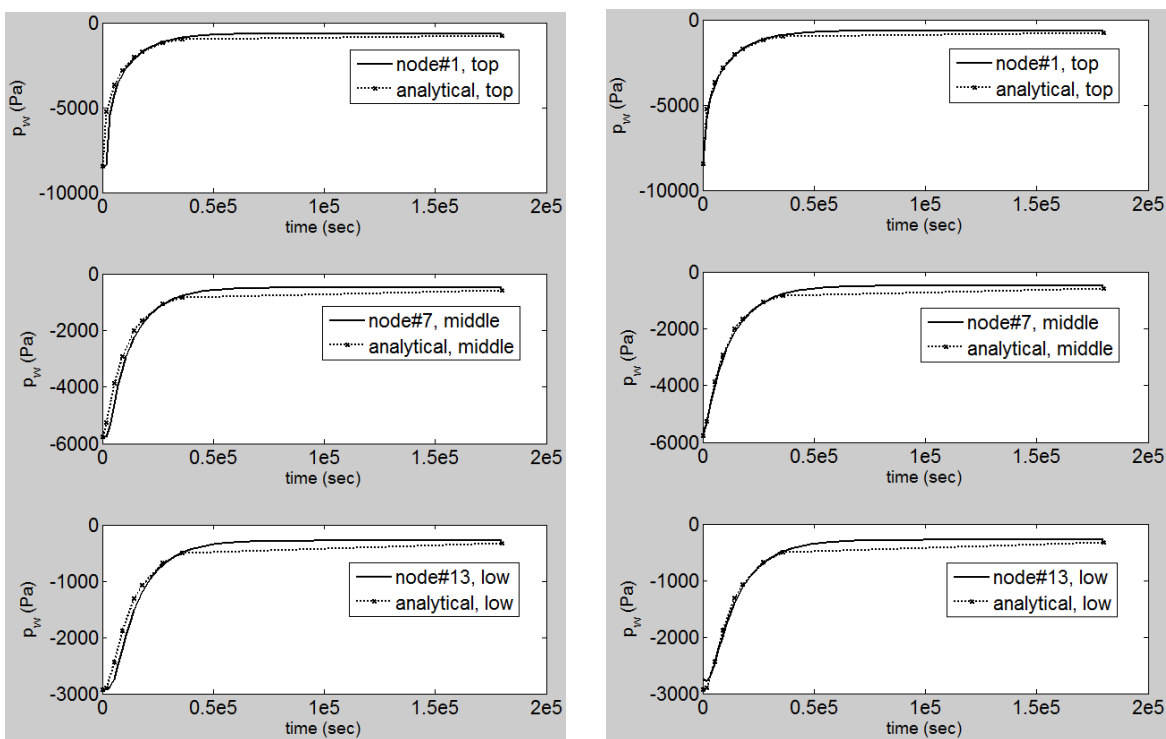 0
-5000
-10000
p_w (Pa)
node#1, top
analytical, top
0 0.5e5 1e5 1.5e5 2e5
time (sec)
0
-2000
-4000
-6000
p_w (Pa)
node#7, middle
analytical, middle
0 0.5e5 1e5 1.5e5 2e5
time (sec)
0
-1000
-2000
-3000
p_w (Pa)
node#13, low
analytical, low
0 0.5e5 1e5 1.5e5 2e5
time (sec)
0
-5000
-10000
p_w (Pa)
node#1, top
analytical, top
0 0.5e5 1e5 1.5e5 2e5
time (sec)
0
-2000
-4000
-6000
p_w (Pa)
node#7, middle
analytical, middle
0 0.5e5 1e5 1.5e5 2e5
time (sec)
0
-1000
-2000
-3000
p_w (Pa)
node#13, low
analytical, low
0 0.5e5 1e5 1.5e5 2e5
time (sec)